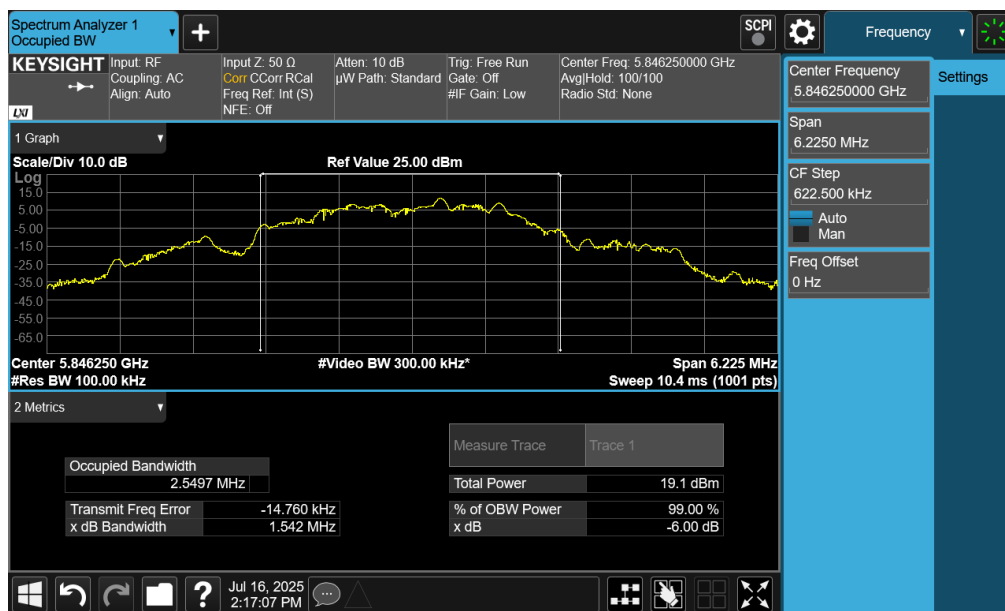 Spectrum Analyzer 1
Occupied BW
+
SCPI
Frequency
KEYSIGHT
LXI
Input: RF
Coupling: AC
Align: Auto
Input Z: 50 Ω
Corr CCorr RCal
Freq Ref: Int (S)
NFE: Off
Atten: 10 dB
µW Path: Standard
Trig: Free Run
Gate: Off
#IF Gain: Low
Center Freq: 5.846250000 GHz
Avg|Hold: 100/100
Radio Std: None
Center Frequency
5.846250000 GHz
Settings
Span
6.2250 MHz
CF Step
622.500 kHz
Auto
Man
Freq Offset
0 Hz
1 Graph
Scale/Div 10.0 dB
Ref Value 25.00 dBm
Log
15.0
5.00
-5.00
-15.0
-25.0
-35.0
-45.0
-55.0
-65.0
Center 5.846250 GHz
#Video BW 300.00 kHz*
Span 6.225 MHz
#Res BW 100.00 kHz
Sweep 10.4 ms (1001 pts)
2 Metrics
Measure Trace
Trace 1
Occupied Bandwidth
2.5497 MHz
Total Power
19.1 dBm
Transmit Freq Error
-14.760 kHz
% of OBW Power
99.00 %
x dB Bandwidth
1.542 MHz
x dB
-6.00 dB
?
Jul 16, 2025
2:17:07 PM